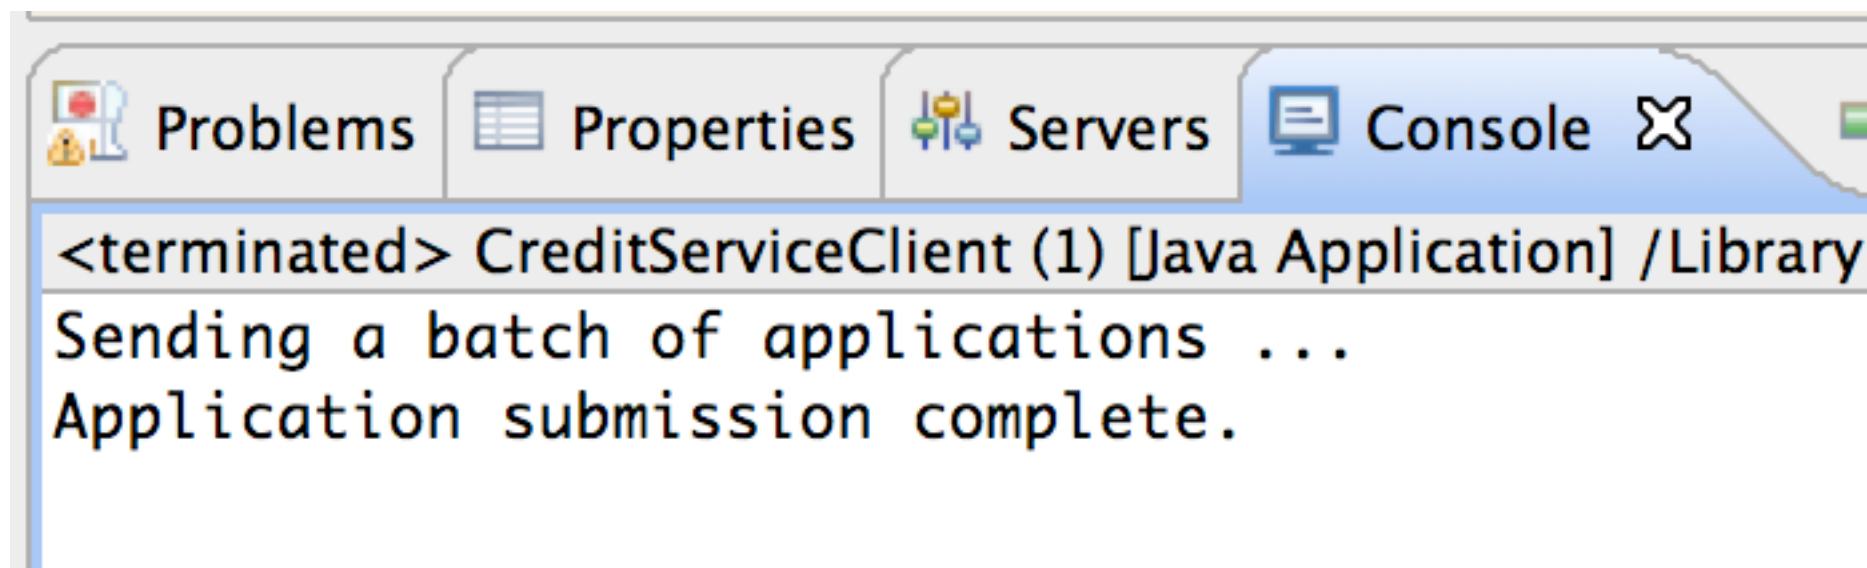 Problems Properties Servers Console
<terminated> CreditServiceClient (1) [Java Application] /Library
Sending a batch of applications ...
Application submission complete.